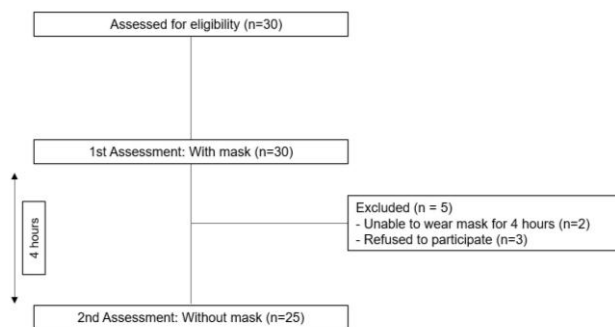 Assessed for eligibility (n=30)
1st Assessment: With mask (n=30)
4 hours
Excluded (n = 5)
- Unable to wear mask for 4 hours (n=2)
- Refused to participate (n=3)
2nd Assessment: Without mask (n=25)